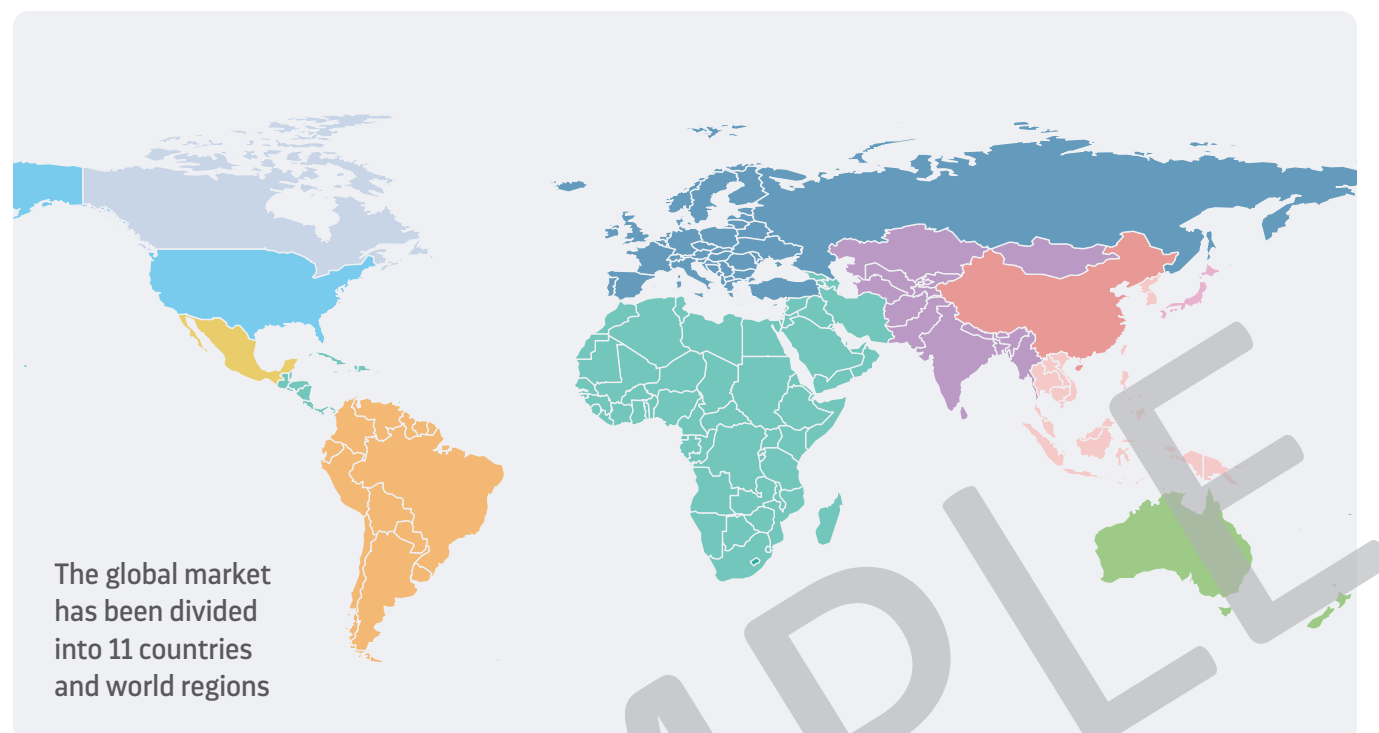 The global market
has been divided
into 11 countries
and world regions